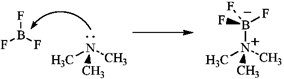 F B F F N H₃C CH₃ CH₃
F F F B − N + H₃C CH₃ CH₃